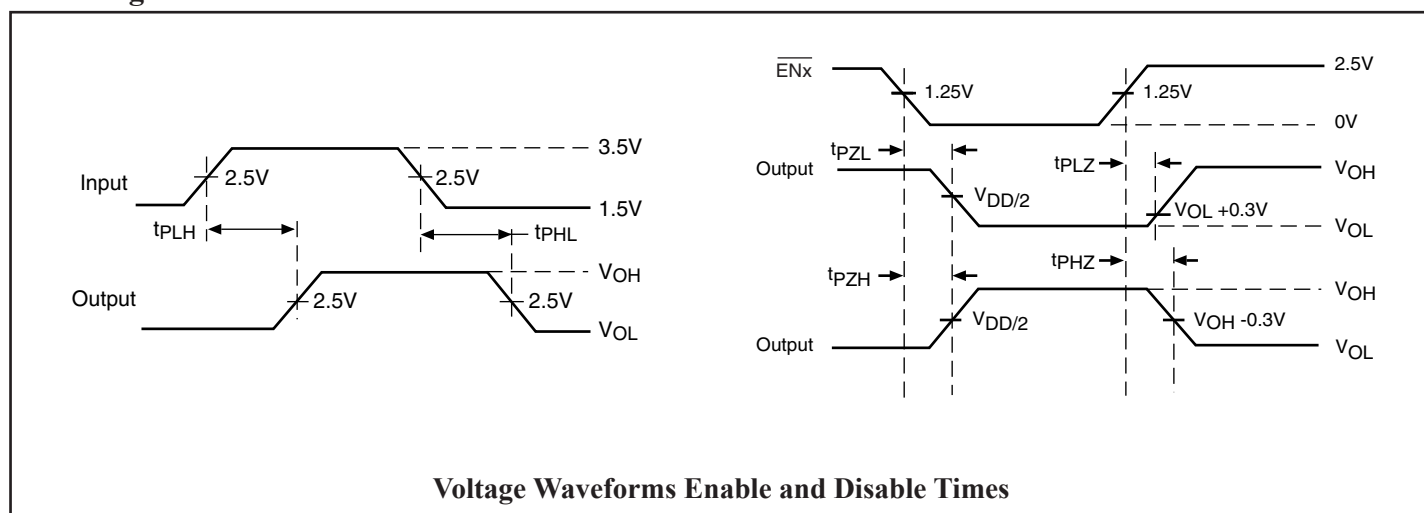 Input
2.5V
2.5V
3.5V
1.5V
tPLH
tPHL
Output
2.5V
2.5V
VOH
VOL
ENx
1.25V
1.25V
2.5V
0V
tPZL
tPLZ
Output
VDD/2
VOL +0.3V
VOH
VOL
tPZH
tPHZ
Output
VDD/2
VOH -0.3V
VOH
VOL
Voltage Waveforms Enable and Disable Times